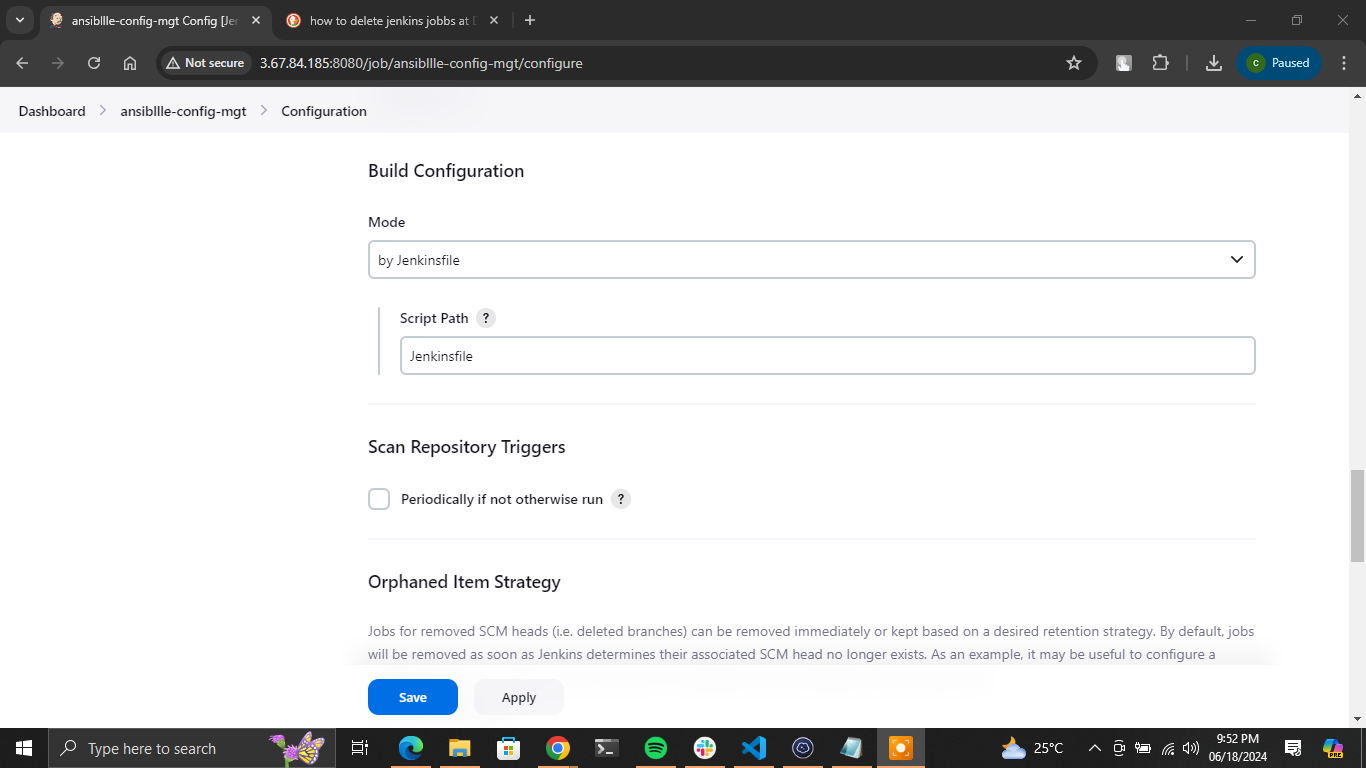 ansibllle-config-mgt Config [Jer
how to delete jenkins jobbs at
Not secure
3.67.84.185:8080/job/ansibllle-config-mgt/configure
C
Paused
Dashboard
ansibllle-config-mgt
Configuration
Build Configuration
Mode
by Jenkinsfile
Script Path ?
Jenkinsfile
Scan Repository Triggers
Periodically if not otherwise run ?
Orphaned Item Strategy
Jobs for removed SCM heads (i.e. deleted branches) can be removed immediately or kept based on a desired retention strategy. By default, jobs
will be removed as soon as Jenkins determines their associated SCM head no longer exists. As an example, it may be useful to configure a
Save
Apply
Type here to search
25°C
9:52 PM
06/18/2024
PRE